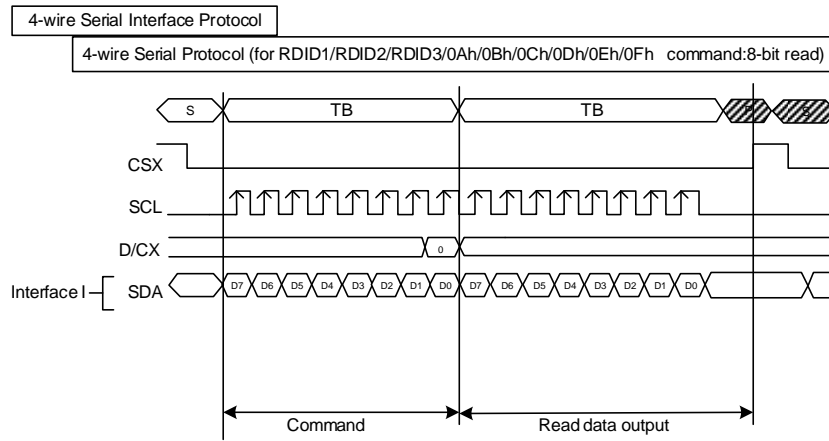 4-wire Serial Interface Protocol
4-wire Serial Protocol (for RDID1/RDID2/RDID3/0Ah/0Bh/0Ch/0Dh/0Eh/0Fh command:8-bit read)
S TB TB P S
CSX
SCL
D/CX 0
Interface I SDA D7 D6 D5 D4 D3 D2 D1 D0 D7 D6 D5 D4 D3 D2 D1 D0
Command Read data output